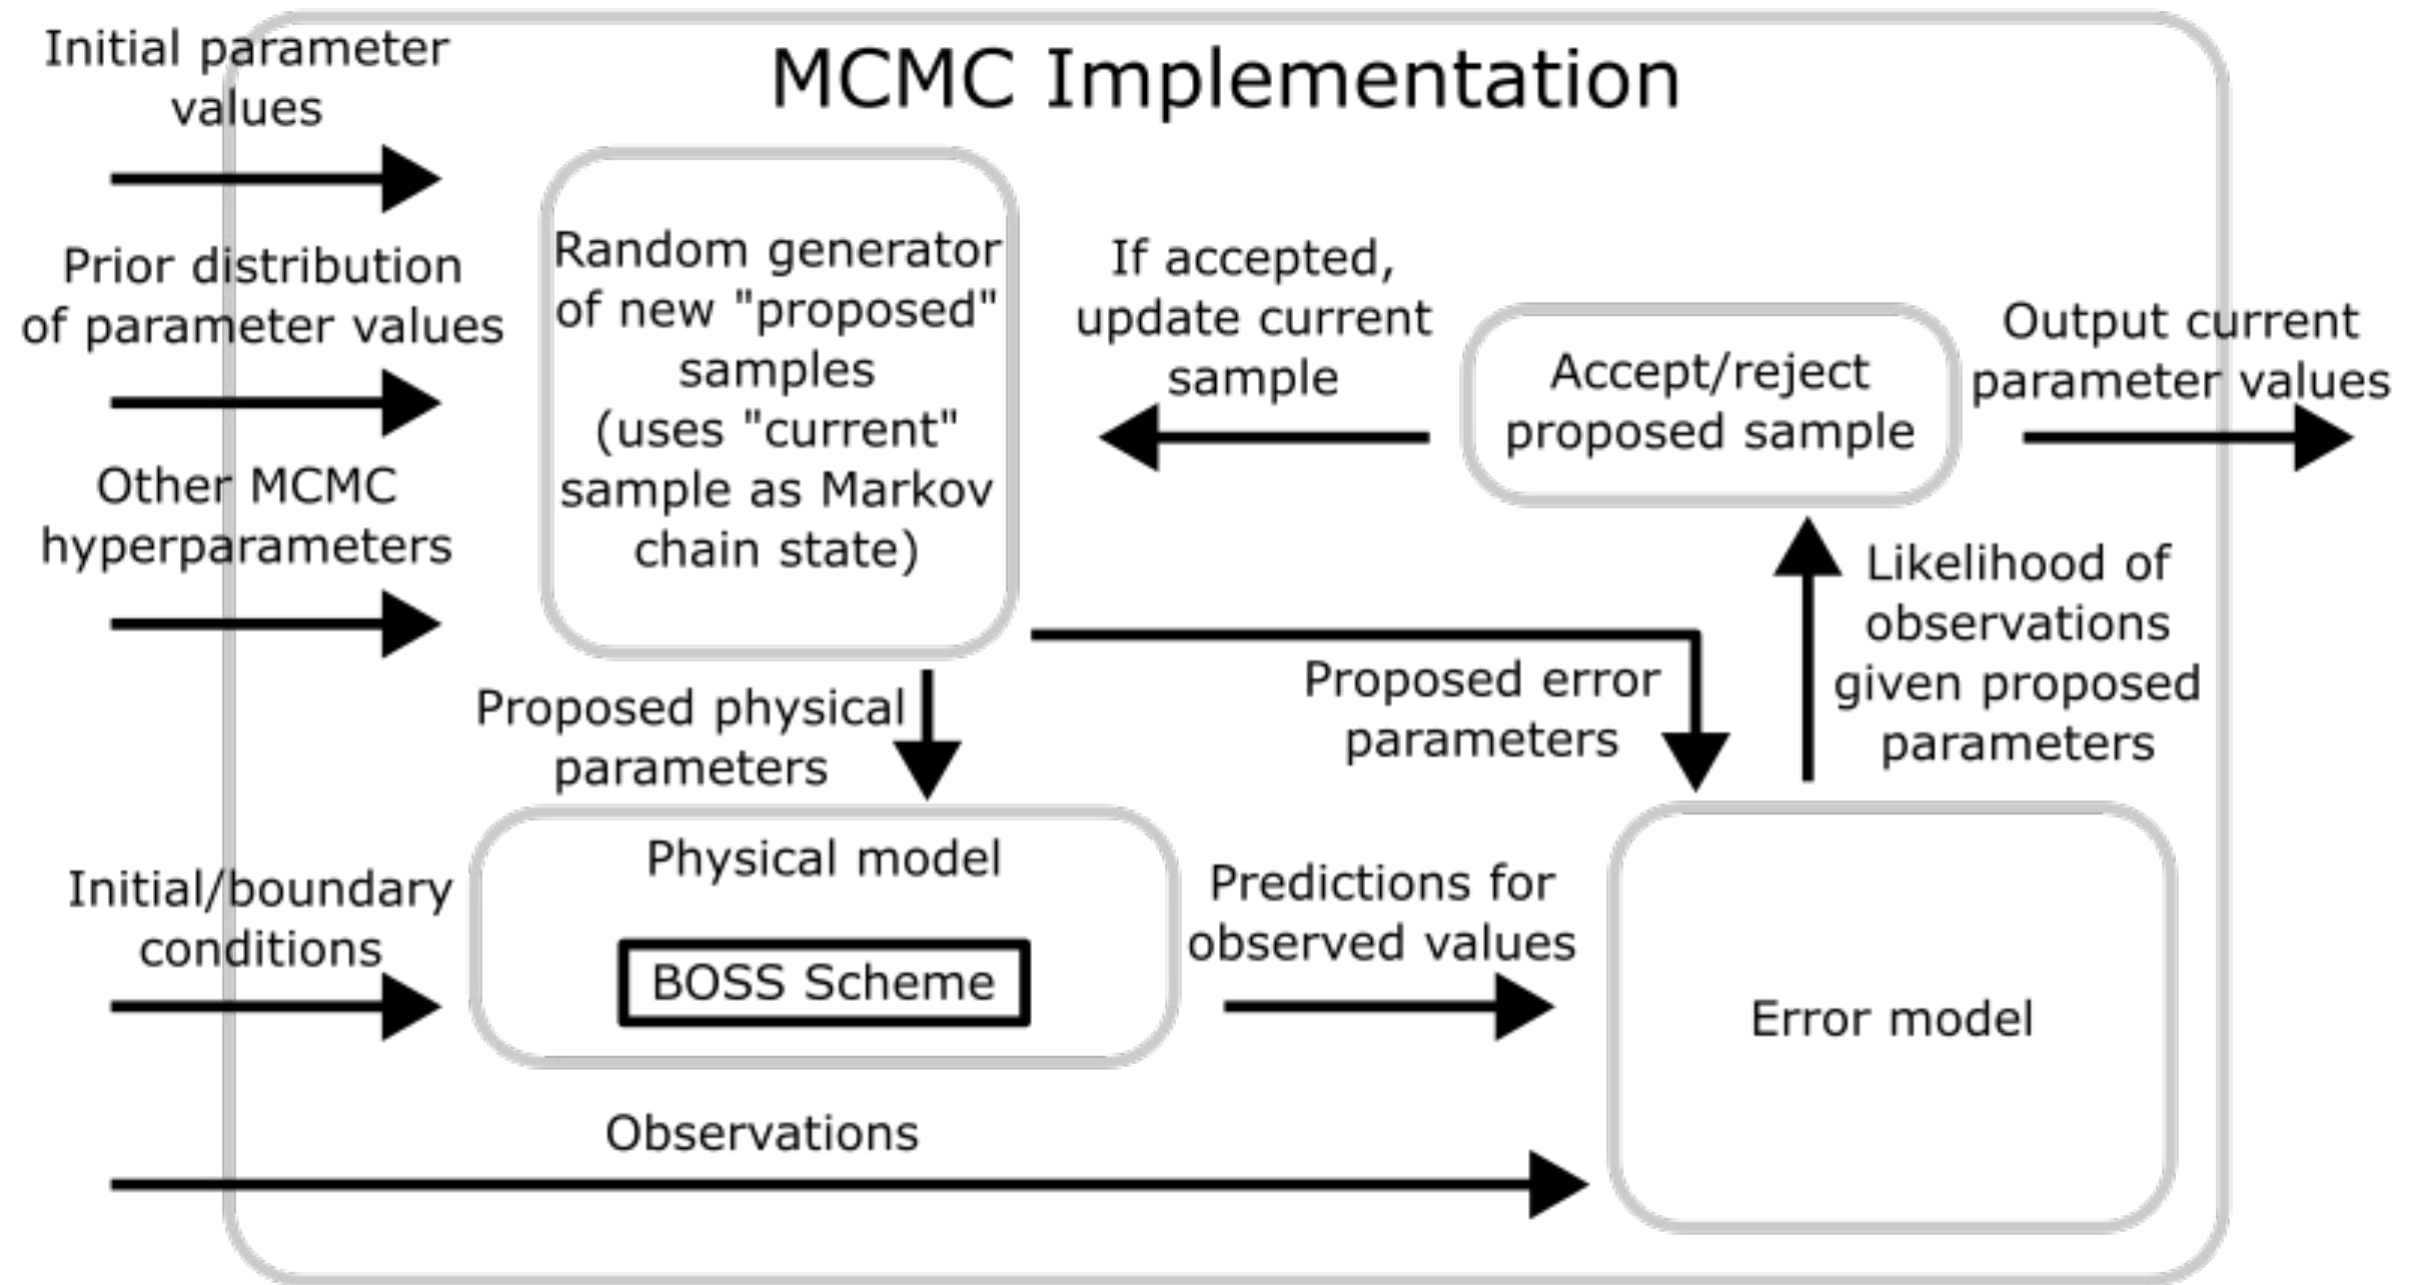 MCMC Implementation
Initial parameter
values
Prior distribution
of parameter values
Other MCMC
hyperparameters
Random generator
of new "proposed"
samples
(uses "current"
sample as Markov
chain state)
If accepted,
update current
sample
Accept/reject
proposed sample
Output current
parameter values
Likelihood of
observations
given proposed
parameters
Proposed error
parameters
Proposed physical
parameters
Initial/boundary
conditions
Physical model
BOSS Scheme
Predictions for
observed values
Error model
Observations